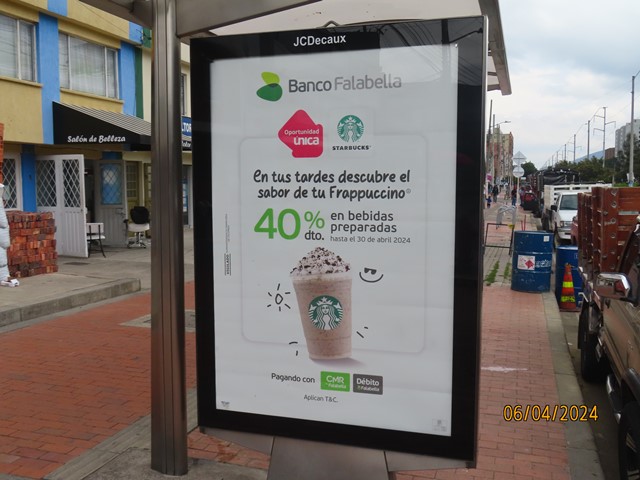 JCDecaux
Banco Falabella
Oportunidad
única
STARBUCKS®
En tus tardes descubre el
sabor de tu Frappuccino®
40% dto.
en bebidas
preparadas
hasta el 30 de abril 2024
Pagando con
CMR
Falabella
Débito
Falabella
Aplican T&C.
Salón de Belleza
06/04/2024